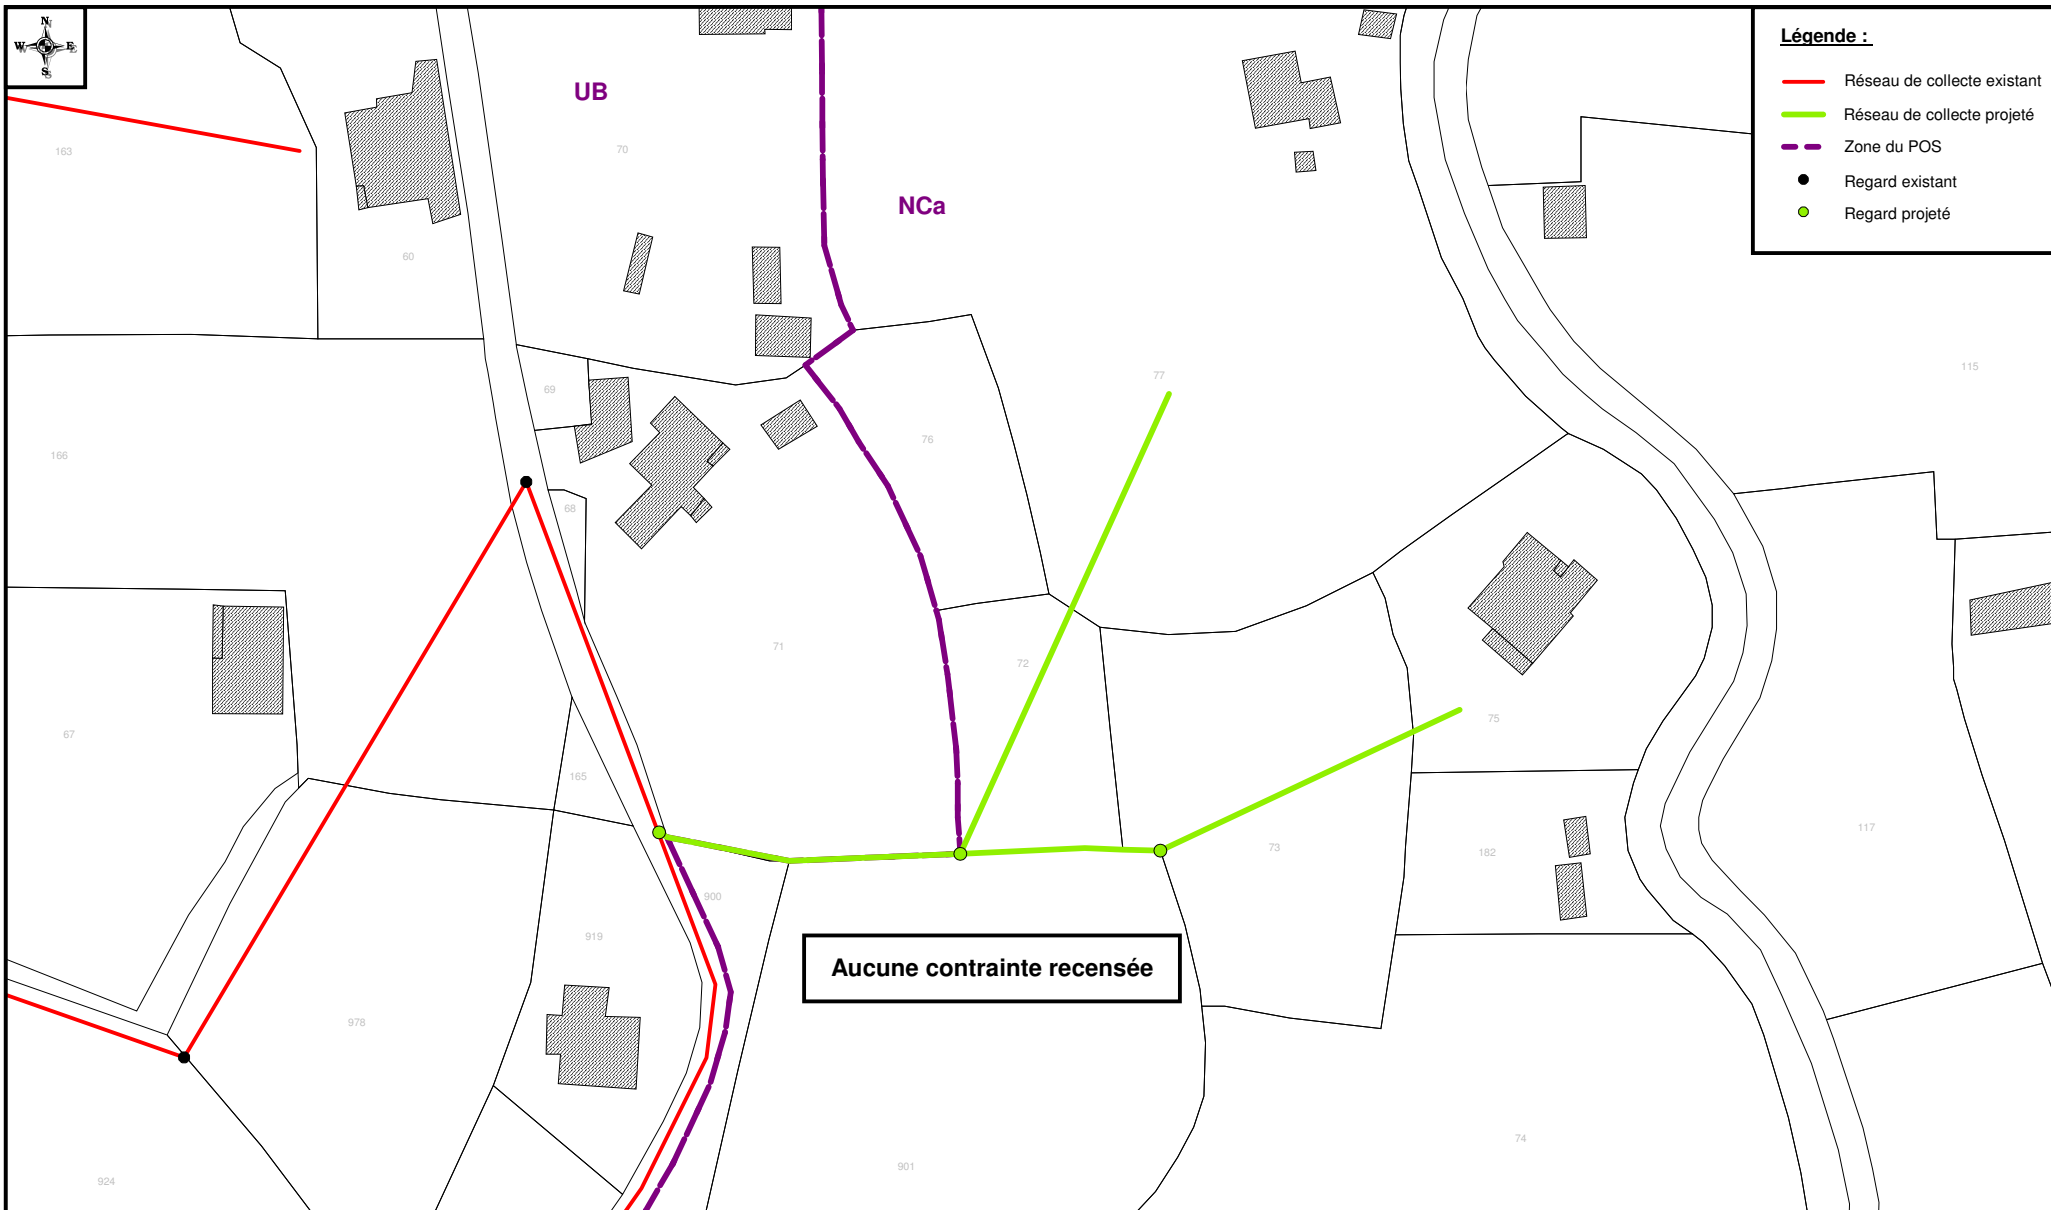 N
W E
S
Légende :
Réseau de collecte existant
Réseau de collecte projeté
Zone du POS
Regard existant
Regard projeté
UB
70
163
NCa
60
115
77
69
76
166
68
71
72
75
67
165
73
182
117
900
919
Aucune contrainte recensée
978
74
901
924